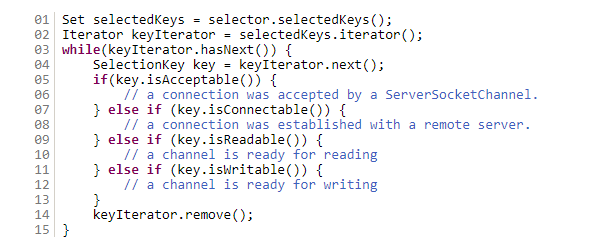 01 Set selectedKeys = selector.selectedKeys();
02 Iterator keyIterator = selectedKeys.iterator();
03 while(keyIterator.hasNext()) {
04     SelectionKey key = keyIterator.next();
05     if(key.isAcceptable()) {
06         // a connection was accepted by a ServerSocketChannel.
07     } else if (key.isConnectable()) {
08         // a connection was established with a remote server.
09     } else if (key.isReadable()) {
10         // a channel is ready for reading
11     } else if (key.isWritable()) {
12         // a channel is ready for writing
13     }
14     keyIterator.remove();
15 }